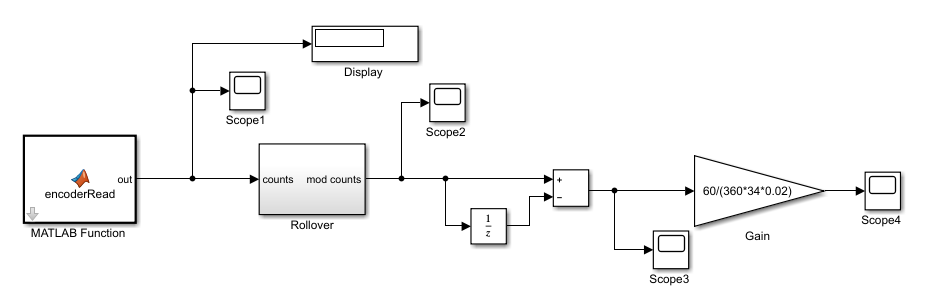 Display
Scope1
Scope2
encoderRead
out
MATLAB Function
counts
mod counts
Rollover
+
−
1
z
Scope3
60/(360*34*0.02)
Gain
Scope4